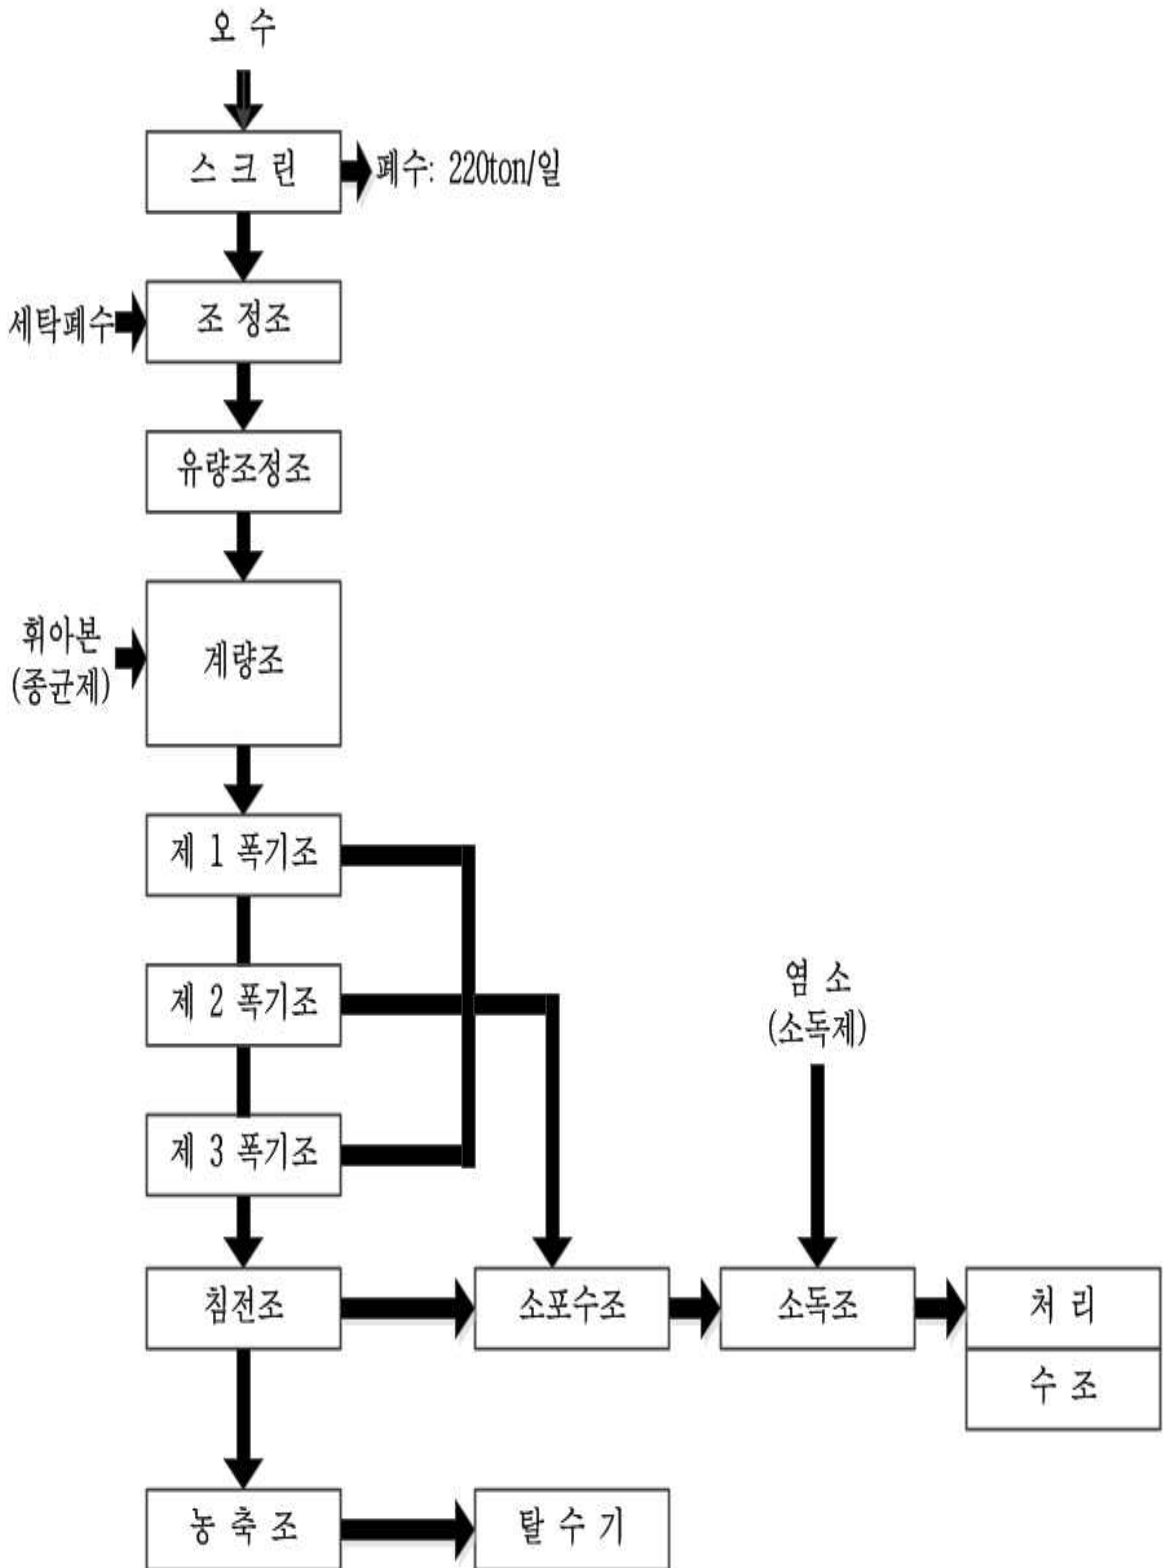 오 수
스 크 린
폐수: 220ton/일
세탁폐수
조 정조
유량조정조
휘아본
(종균제)
계량조
제 1 폭기조
제 2 폭기조
염 소
(소독제)
제 3 폭기조
침전조
소포수조
소독조
처 리
수 조
농 축 조
탈 수 기